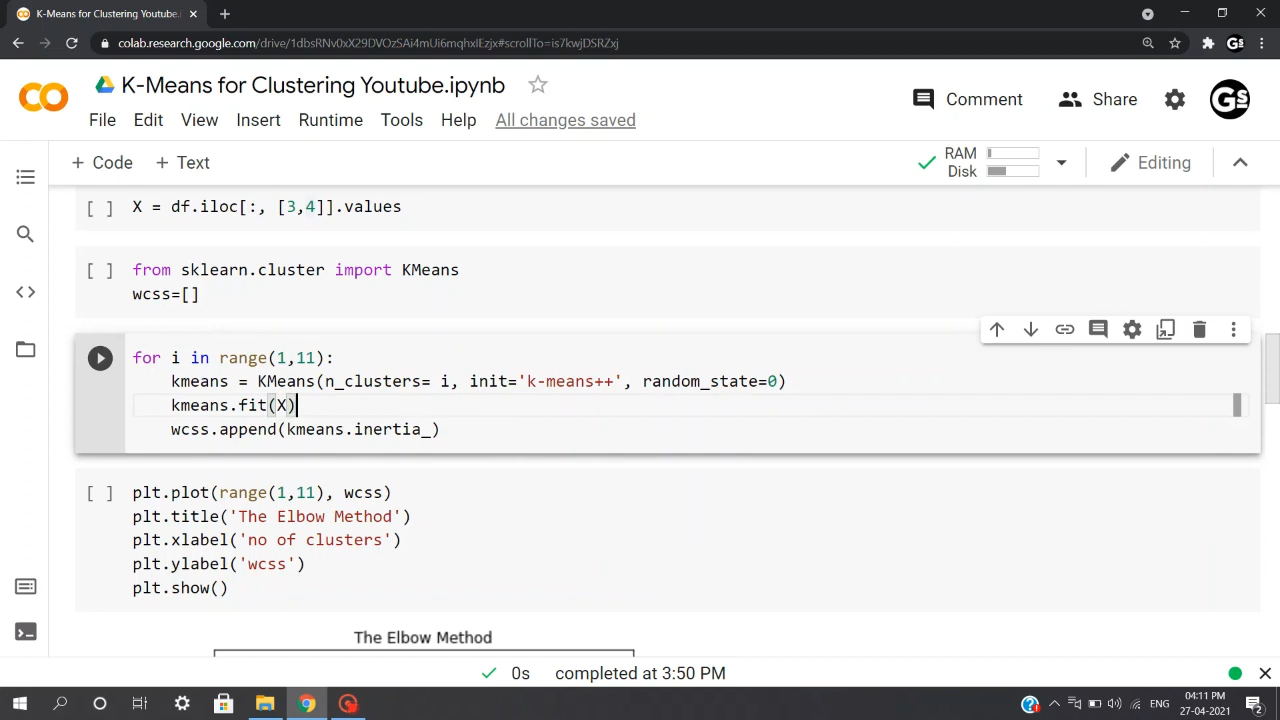 K-Means for Clustering Youtube.
colab.research.google.com/drive/1dbsRNv0xX29DVOzSAi4mUi6mqhxlEzjx#scrollTo=is7kwjDSRZxj
K-Means for Clustering Youtube.ipynb
Comment
Share
File Edit View Insert Runtime Tools Help All changes saved
+ Code + Text
RAM
Disk
Editing
[ ] X = df.iloc[:, [3,4]].values
[ ] from sklearn.cluster import KMeans
wcss=[]
for i in range(1,11):
kmeans = KMeans(n_clusters= i, init='k-means++', random_state=0)
kmeans.fit(X)
wcss.append(kmeans.inertia_)
[ ] plt.plot(range(1,11), wcss)
plt.title('The Elbow Method')
plt.xlabel('no of clusters')
plt.ylabel('wcss')
plt.show()
The Elbow Method
0s completed at 3:50 PM
ENG
04:11 PM
27-04-2021
2